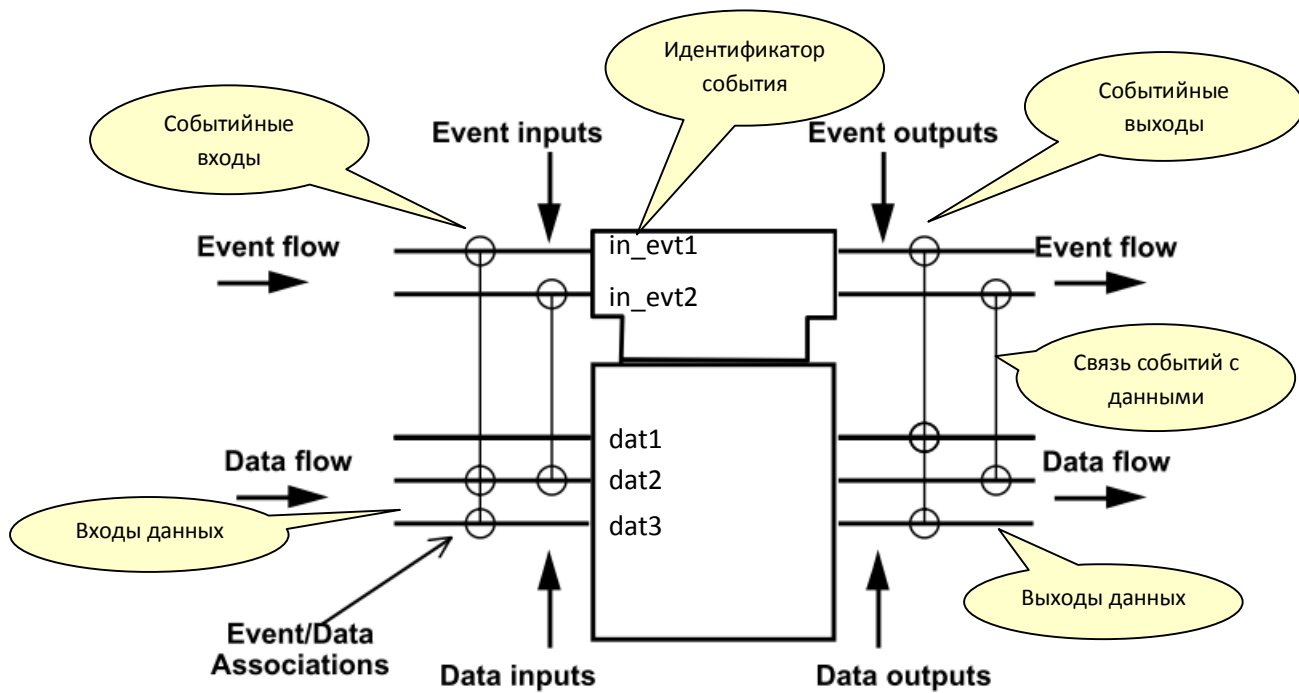 Идентификатор
события
Событийные
входы
Событийные
выходы
Event inputs
Event outputs
Event flow
in_evt1
Event flow
in_evt2
Связь событий с
данными
dat1
Data flow
dat2
Data flow
Входы данных
dat3
Выходы данных
Event/Data
Associations
Data inputs
Data outputs